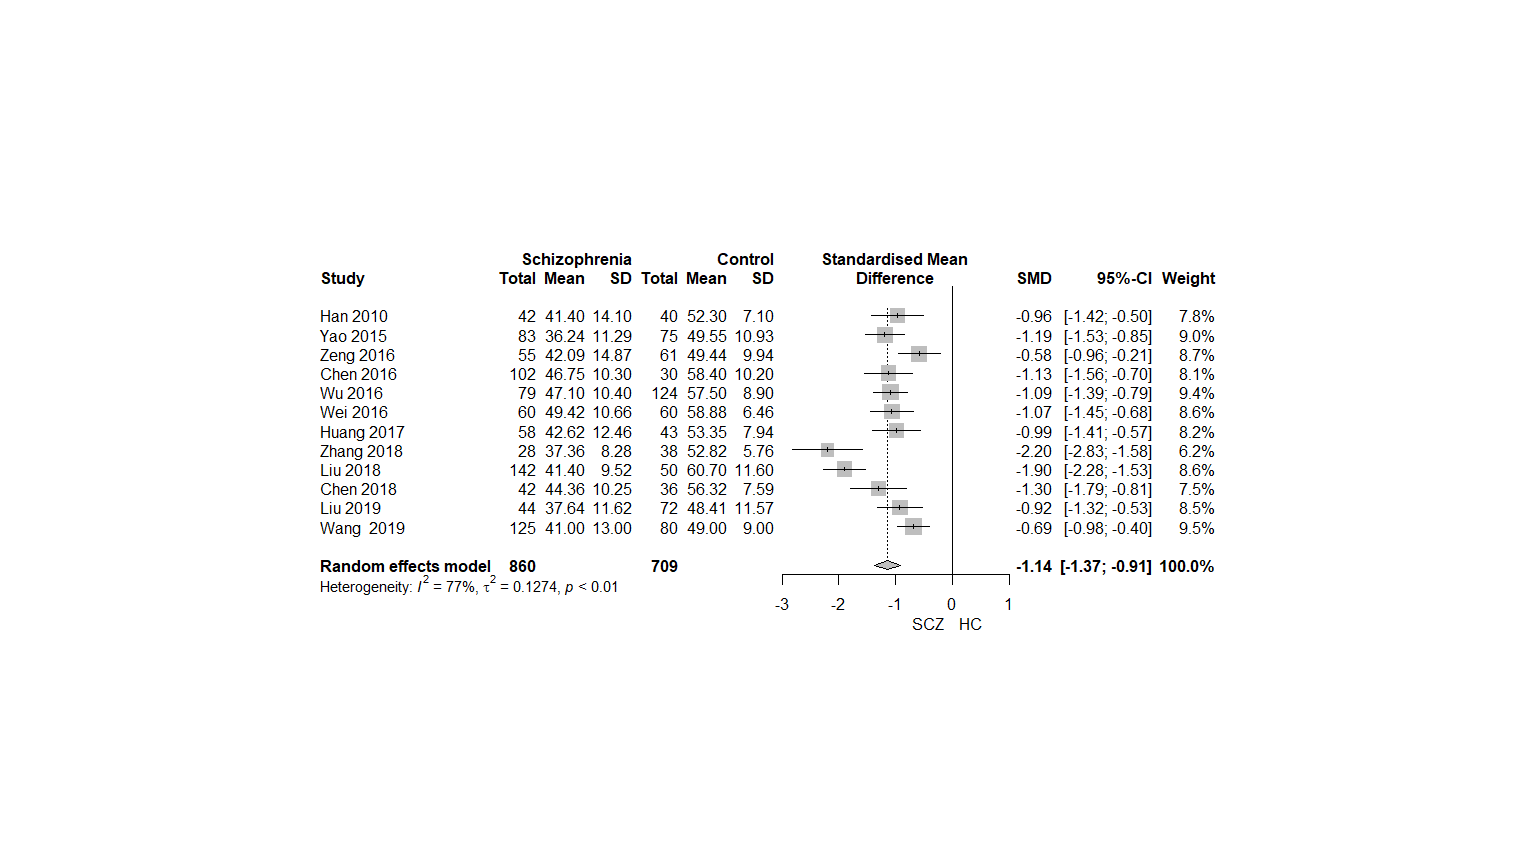 Schizophrenia Control Standardised Mean
Study Total Mean SD Total Mean SD Difference SMD 95%-CI Weight
Han 2010 42 41.40 14.10 40 52.30 7.10 -0.96 [-1.42; -0.50] 7.8%
Yao 2015 83 36.24 11.29 75 49.55 10.93 -1.19 [-1.53; -0.85] 9.0%
Zeng 2016 55 42.09 14.87 61 49.44 9.94 -0.58 [-0.96; -0.21] 8.7%
Chen 2016 102 46.75 10.30 30 58.40 10.20 -1.13 [-1.56; -0.70] 8.1%
Wu 2016 79 47.10 10.40 124 57.50 8.90 -1.09 [-1.39; -0.79] 9.4%
Wei 2016 60 49.42 10.66 60 58.88 6.46 -1.07 [-1.45; -0.68] 8.6%
Huang 2017 58 42.62 12.46 43 53.35 7.94 -0.99 [-1.41; -0.57] 8.2%
Zhang 2018 28 37.36 8.28 38 52.82 5.76 -2.20 [-2.83; -1.58] 6.2%
Liu 2018 142 41.40 9.52 50 60.70 11.60 -1.90 [-2.28; -1.53] 8.6%
Chen 2018 42 44.36 10.25 36 56.32 7.59 -1.30 [-1.79; -0.81] 7.5%
Liu 2019 44 37.64 11.62 72 48.41 11.57 -0.92 [-1.32; -0.53] 8.5%
Wang 2019 125 41.00 13.00 80 49.00 9.00 -0.69 [-0.98; -0.40] 9.5%
Random effects model 860 709 -1.14 [-1.37; -0.91] 100.0%
Heterogeneity: I² = 77%, τ² = 0.1274, p < 0.01
-3 -2 -1 0 1
SCZ HC